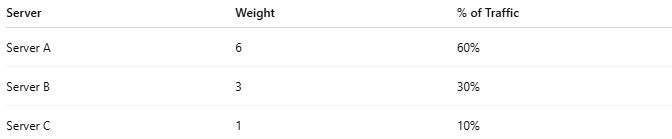 Server Weight % of Traffic
Server A 6 60%
Server B 3 30%
Server C 1 10%